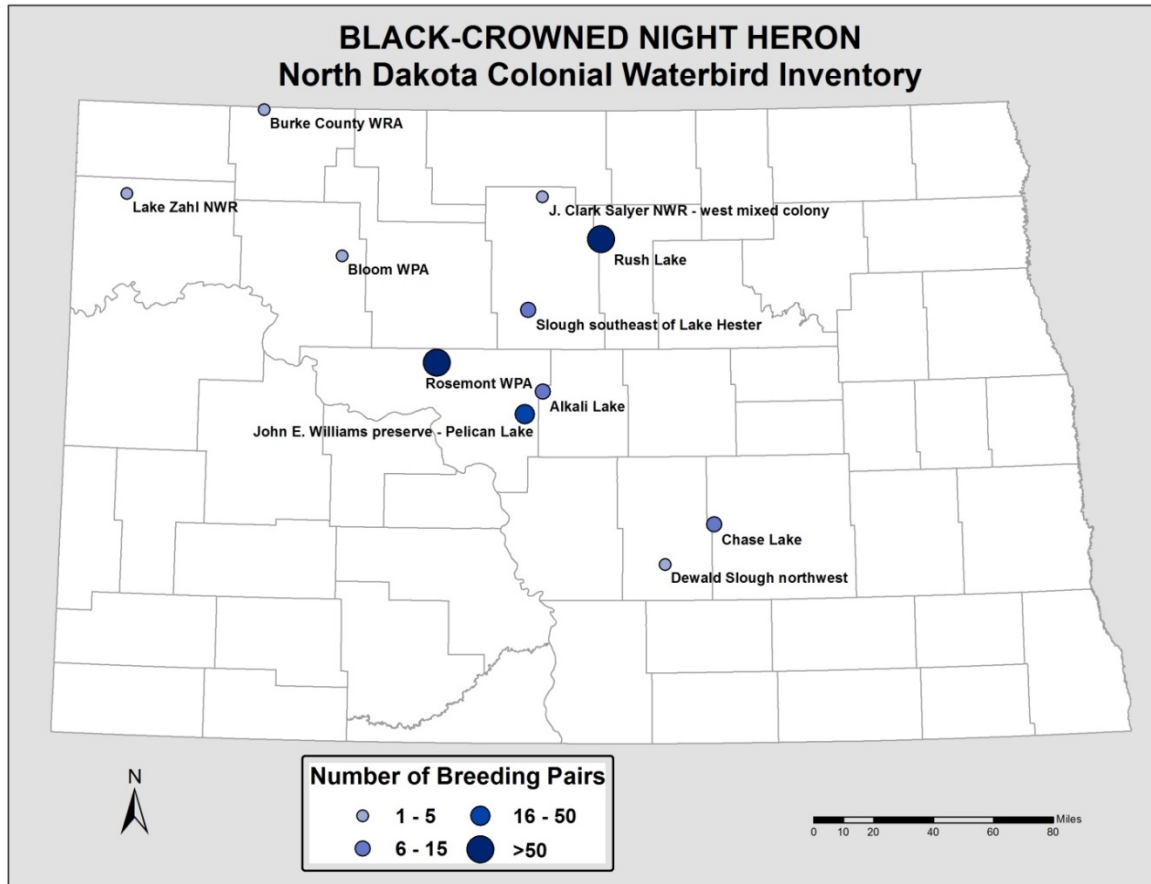 BLACK-CROWNED NIGHT HERON
North Dakota Colonial Waterbird Inventory
Burke County WRA
Lake Zahl NWR
J. Clark Salyer NWR - west mixed colony
Bloom WPA
Rush Lake
Slough southeast of Lake Hester
Rosemont WPA
Alkali Lake
John E. Williams preserve - Pelican Lake
Chase Lake
Dewald Slough northwest
N
Number of Breeding Pairs
1 - 5
16 - 50
6 - 15
>50
Miles
0 10 20 40 60 80